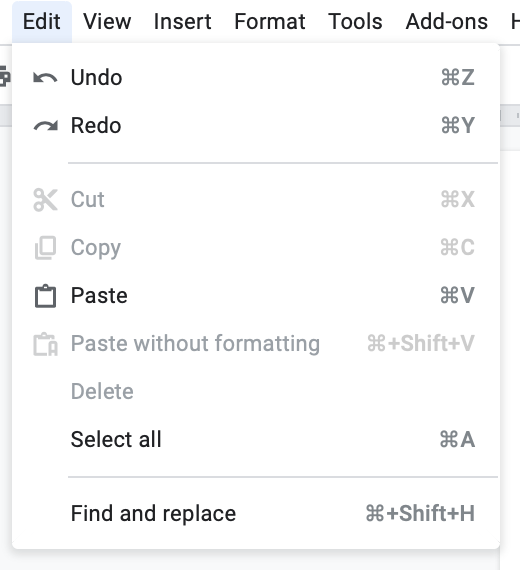 Edit View Insert Format Tools Add-ons
Undo ⌘Z
Redo ⌘Y
Cut ⌘X
Copy ⌘C
Paste ⌘V
Paste without formatting ⌘+Shift+V
Delete
Select all ⌘A
Find and replace ⌘+Shift+H